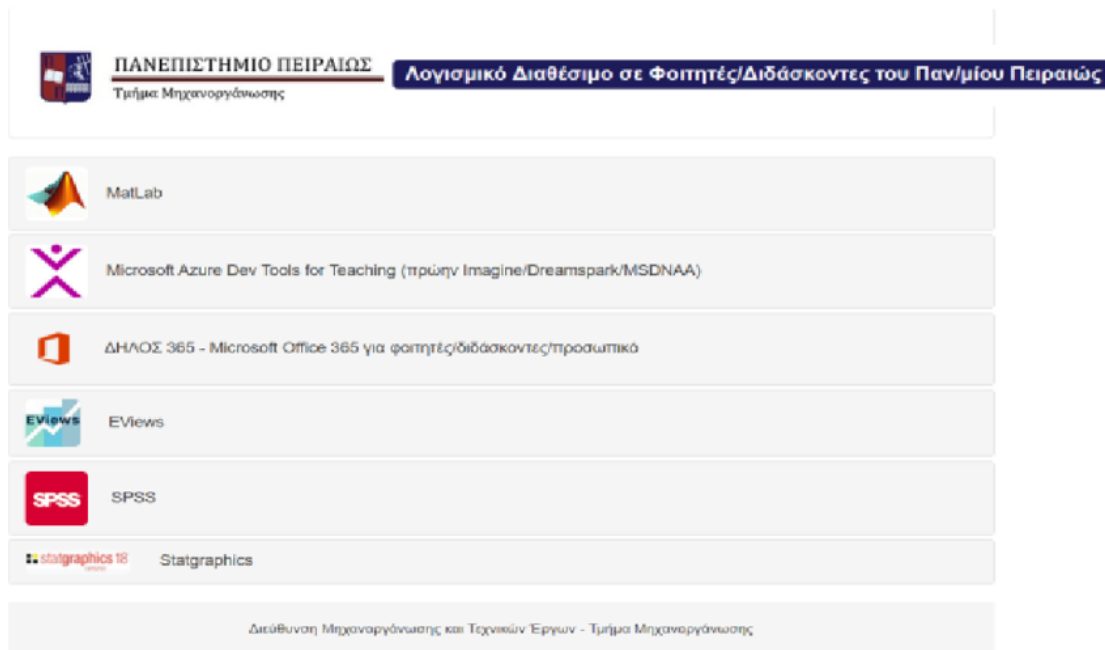 ΠΑΝΕΠΙΣΤΗΜΙΟ ΠΕΙΡΑΙΩΣ
Τμήμα Μηχανοργάνωσης
Λογισμικό Διαθέσιμο σε Φοιτητές/Διδάσκοντες του Παν/μίου Πειραιώς
MatLab
Microsoft Azure Dev Tools for Teaching (πρώην Imagine/Dreamspark/MSDNAA)
ΔΗΛΟΣ 365 - Microsoft Office 365 για φοιτητές/διδάσκοντες/προσωπικό
EViews EViews
SPSS SPSS
statgraphics 18 Statgraphics
Διεύθυνση Μηχανοργάνωσης και Τεχνικών Έργων - Τμήμα Μηχανοργάνωσης